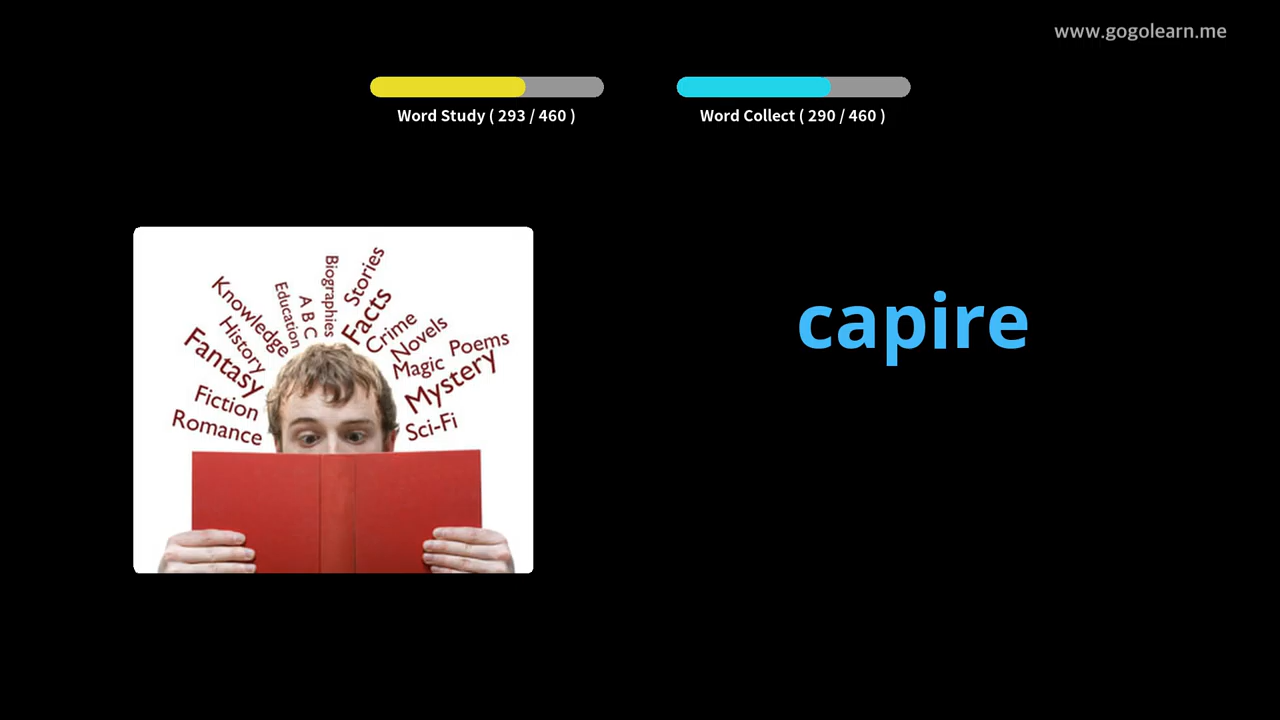 www.gogolearn.me
Word Study ( 293 / 460 )
Word Collect ( 290 / 460 )
capire
Knowledge
Education
A B C
Biographies
Stories
Facts
Crime
Novels
Poems
History
Magic
Fantasy
Mystery
Fiction
Romance
Sci-Fi